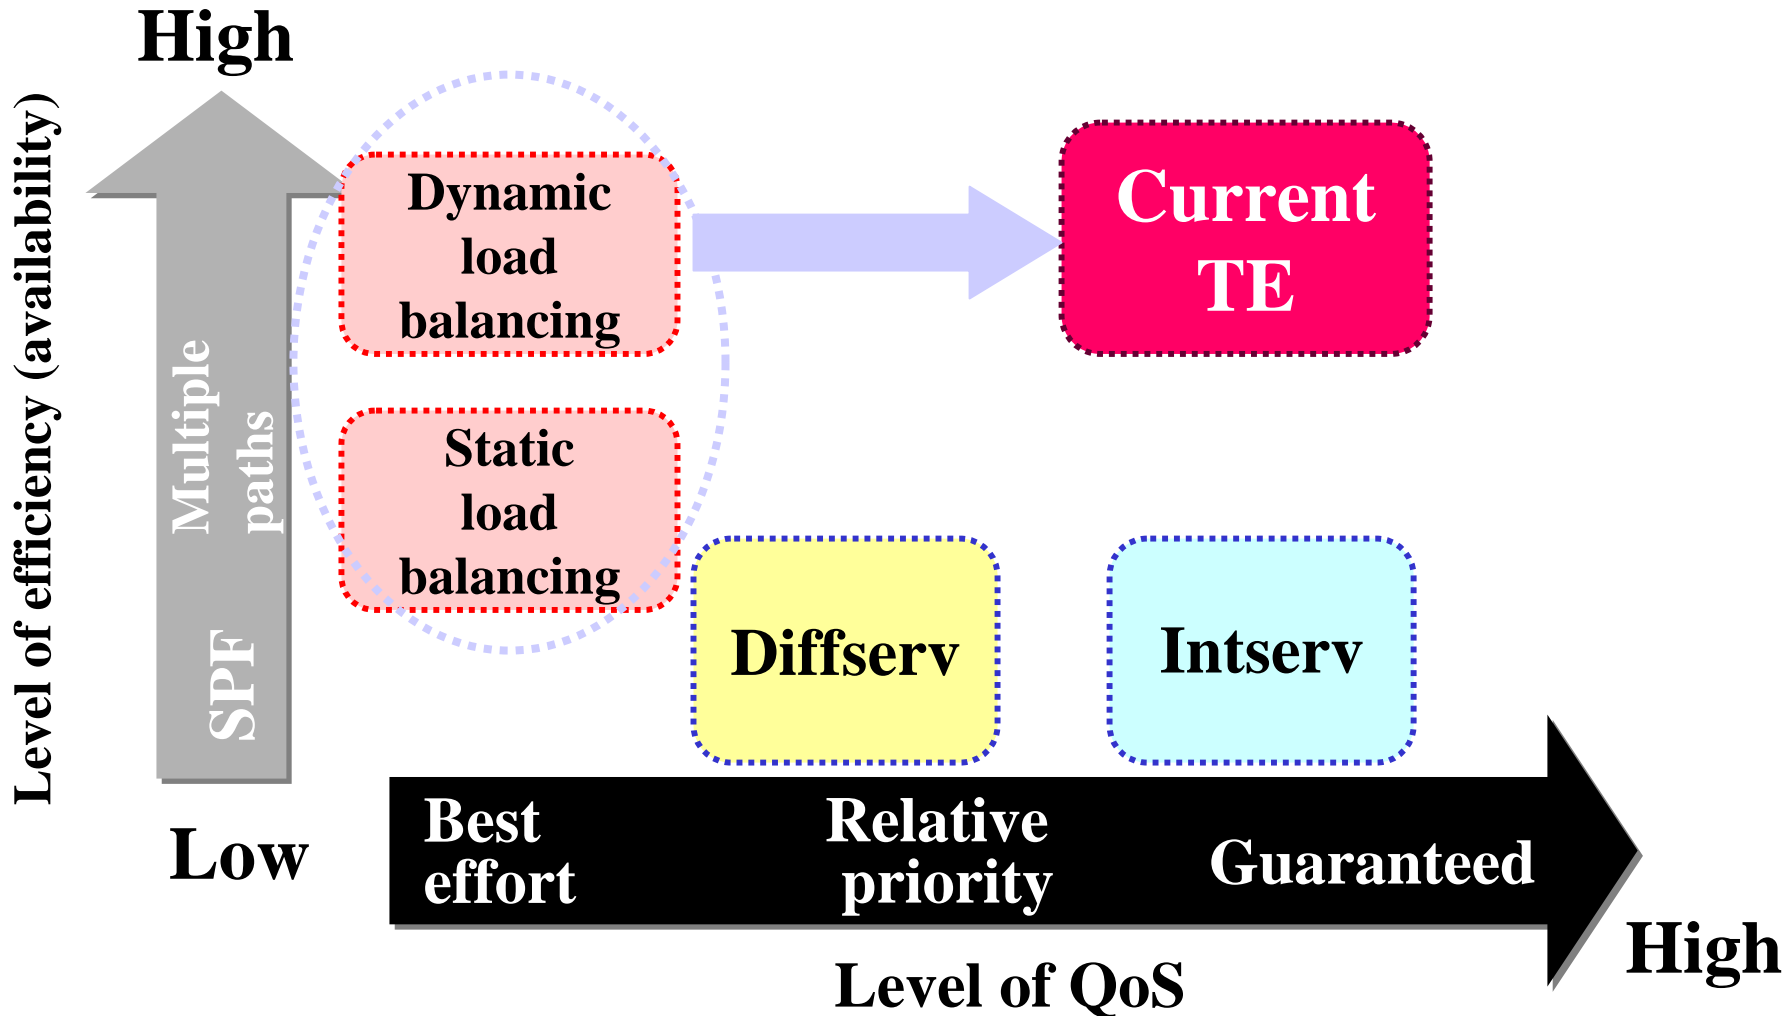 High
Level of efficiency (availability)
Multiple
paths
SPF
Low
Dynamic
load
balancing
Static
load
balancing
Current
TE
Diffserv
Intserv
Best
effort
Relative
priority
Guaranteed
High
Level of QoS